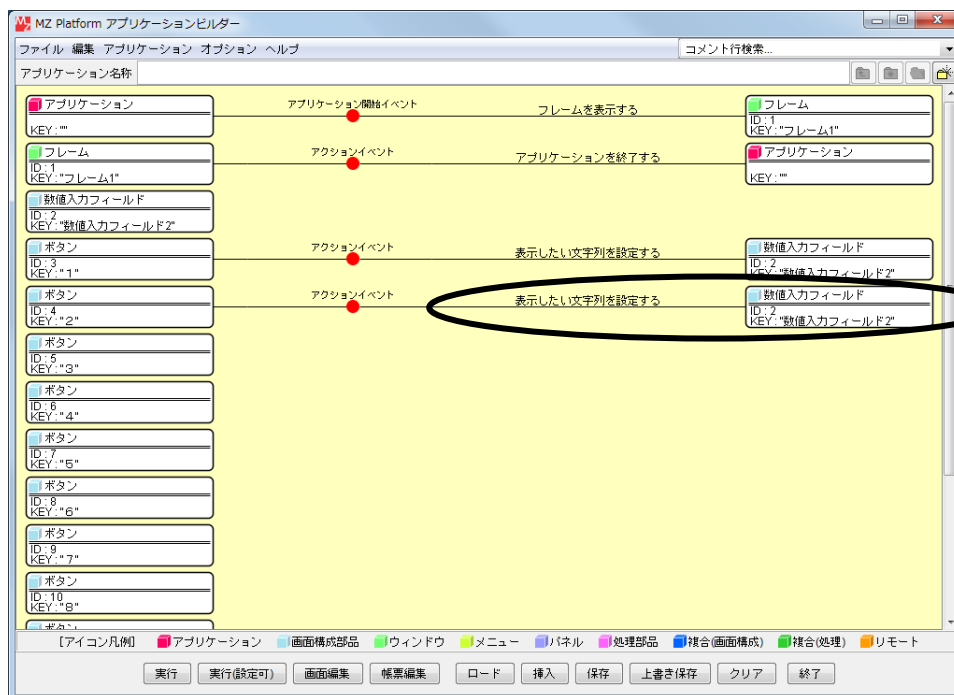 MZ Platform アプリケーションビルダー
ファイル 編集 アプリケーション オプション ヘルプ
コメント行検索...
アプリケーション名称
アプリケーション
KEY:""
アプリケーション開始イベント
フレームを表示する
フレーム
ID:1
KEY:"フレーム1"
フレーム
ID:1
KEY:"フレーム1"
アクションイベント
アプリケーションを終了する
アプリケーション
KEY:""
数値入力フィールド
ID:2
KEY:"数値入力フィールド2"
ボタン
ID:3
KEY:"1"
アクションイベント
表示したい文字列を設定する
数値入力フィールド
ID:2
KEY:"数値入力フィールド2"
ボタン
ID:4
KEY:"2"
アクションイベント
表示したい文字列を設定する
数値入力フィールド
ID:2
KEY:"数値入力フィールド2"
ボタン
ID:5
KEY:"3"
ボタン
ID:6
KEY:"4"
ボタン
ID:7
KEY:"5"
ボタン
ID:8
KEY:"6"
ボタン
ID:9
KEY:"7"
ボタン
ID:10
KEY:"8"
ボタン
[アイコン凡例] アプリケーション 画面構成部品 ウィンドウ メニュー パネル 処理部品 複合(画面構成) 複合(処理) リモート
実行 実行(設定可) 画面編集 帳票編集 ロード 挿入 保存 上書き保存 クリア 終了